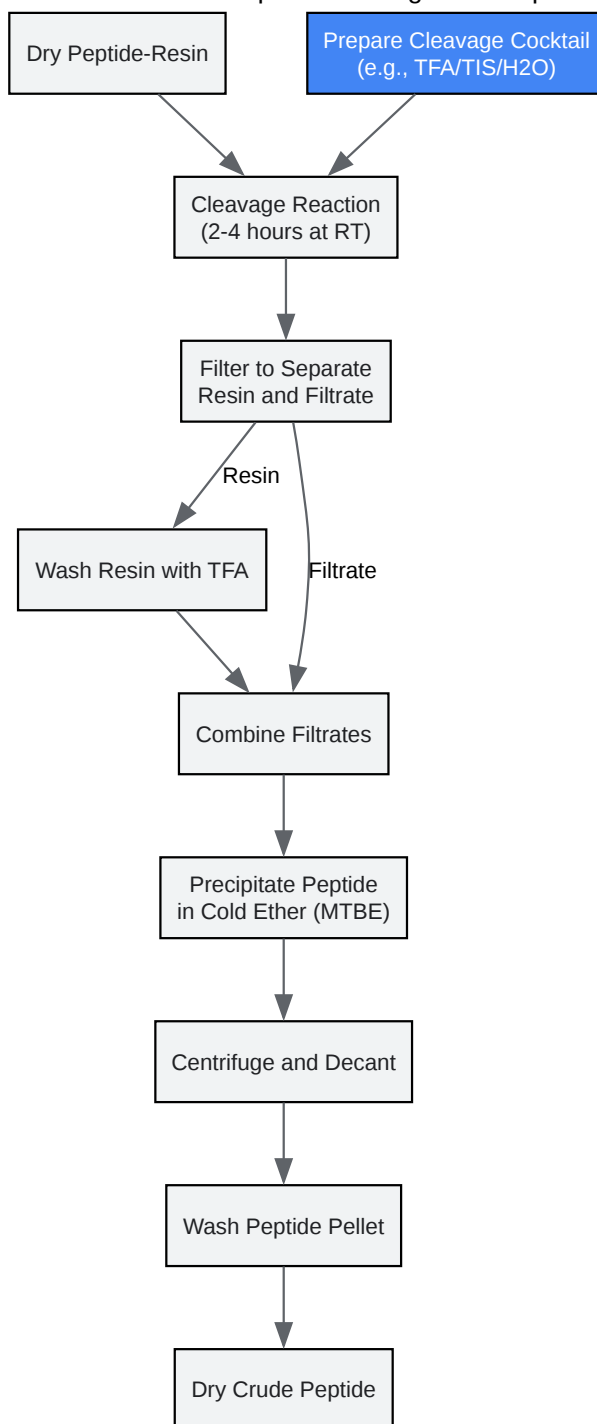 Dry Peptide-Resin
Prepare Cleavage Cocktail
(e.g., TFA/TIS/H2O)
Cleavage Reaction
(2-4 hours at RT)
Filter to Separate
Resin and Filtrate
Resin
Wash Resin with TFA
Filtrate
Combine Filtrates
Precipitate Peptide
in Cold Ether (MTBE)
Centrifuge and Decant
Wash Peptide Pellet
Dry Crude Peptide